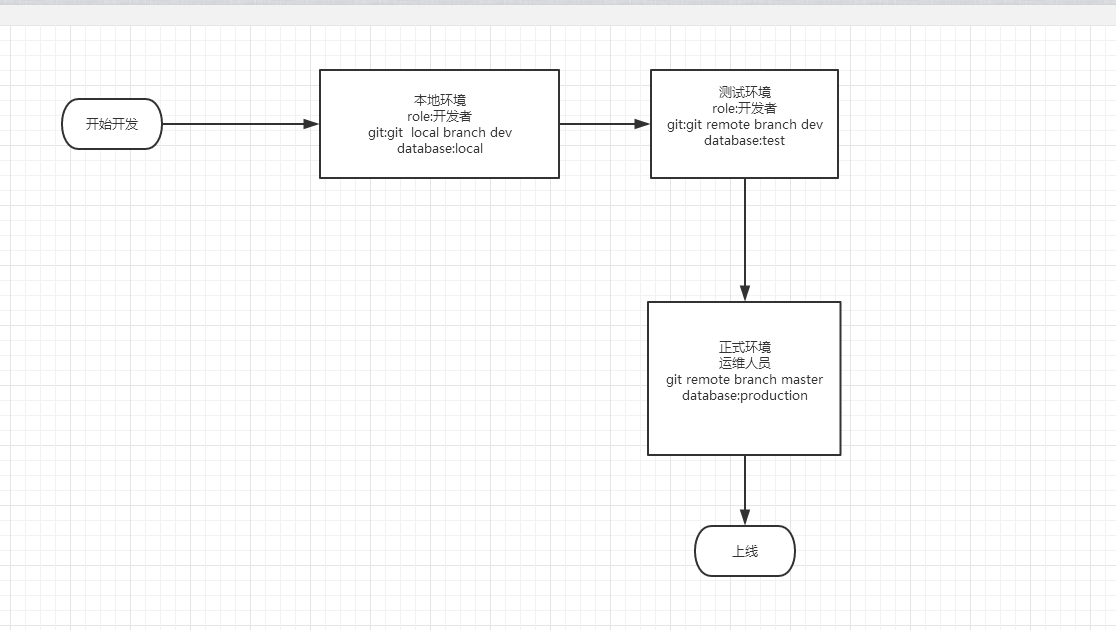 开始开发
本地环境
role:开发者
git:git  local branch dev
database:local
测试环境
role:开发者
git:git remote branch dev
database:test
正式环境
运维人员
git remote branch master
database:production
上线